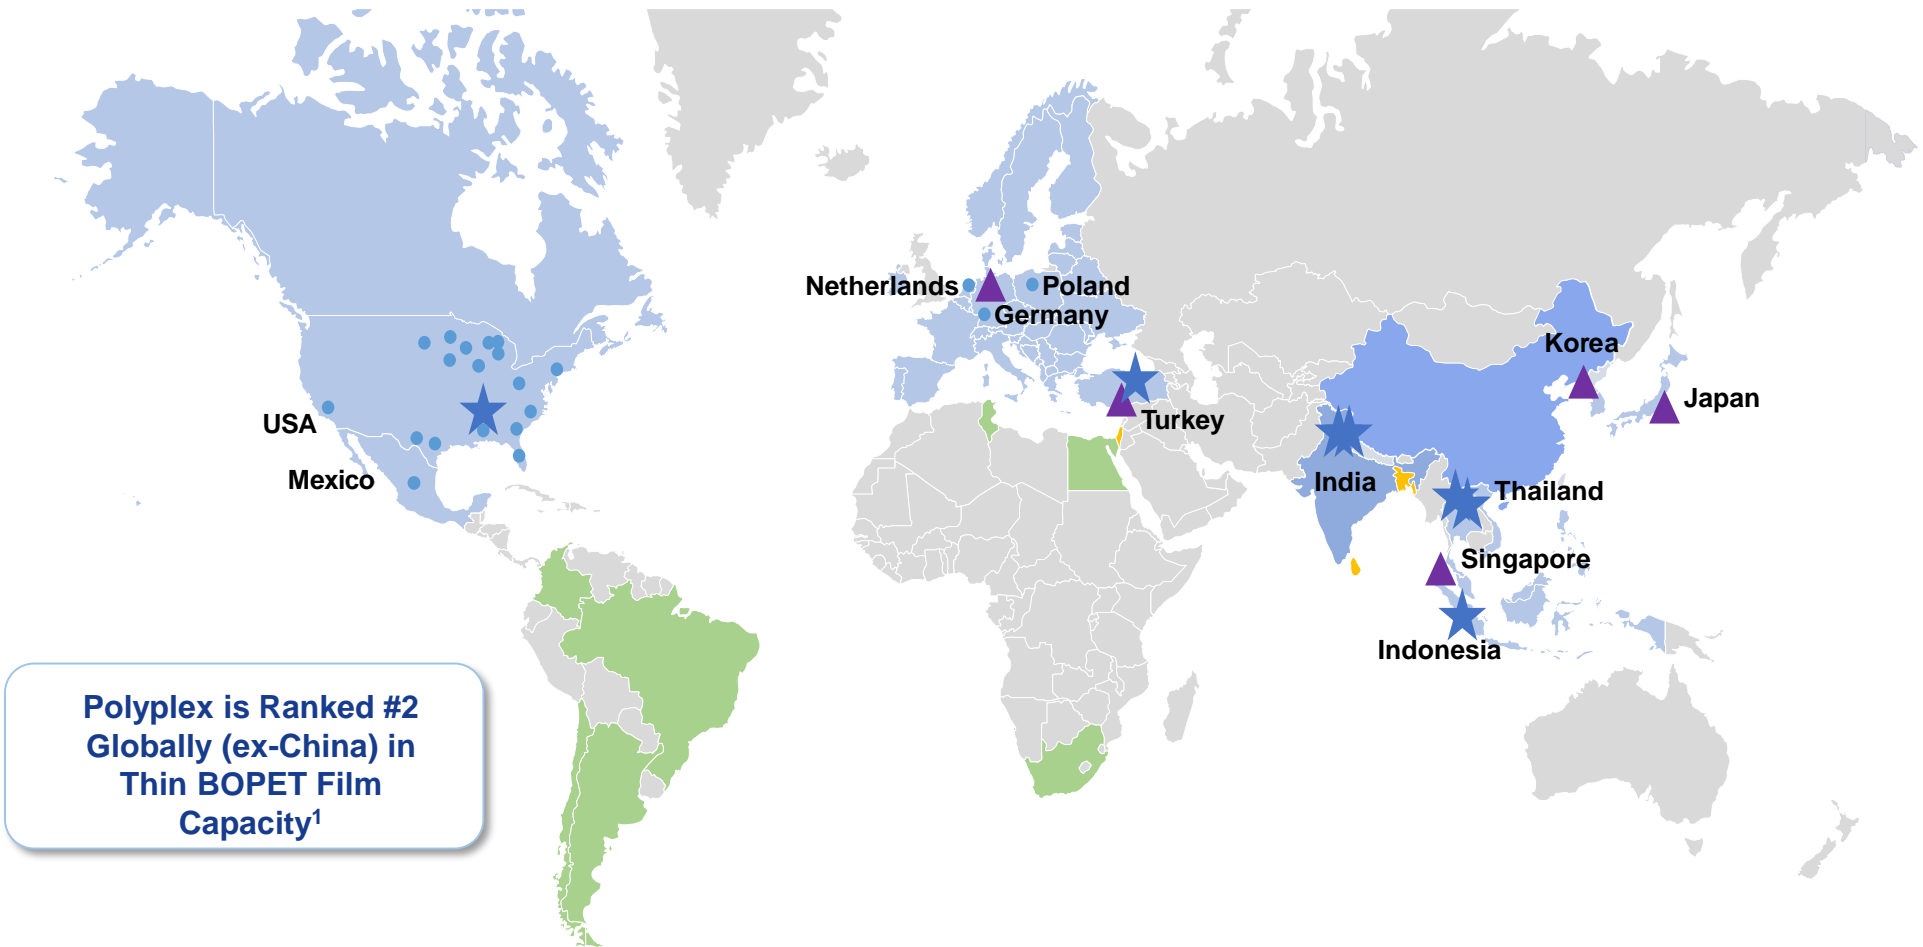 Netherlands
Poland
Germany
Korea
Japan
USA
Turkey
Mexico
India
Thailand
Singapore
Indonesia
Polyplex is Ranked #2
Globally (ex-China) in
Thin BOPET Film
Capacity¹